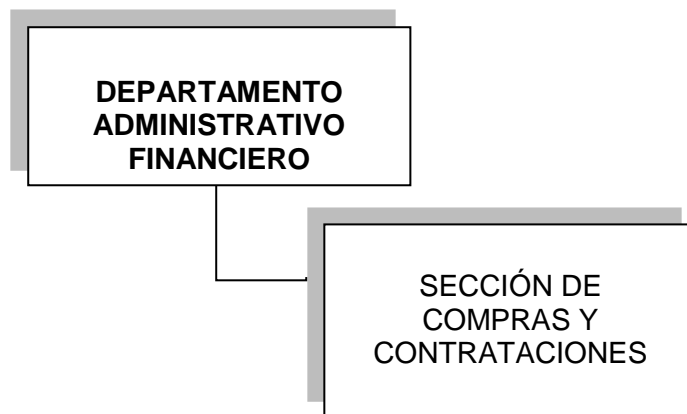 DEPARTAMENTO
ADMINISTRATIVO
FINANCIERO
SECCIÓN DE
COMPRAS Y
CONTRATACIONES